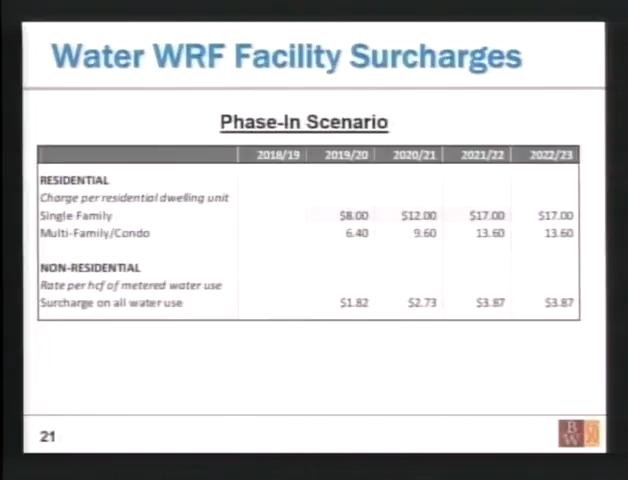 Water WRF Facility Surcharges
Phase-In Scenario
2018/19 2019/20 2020/21 2021/22 2022/23
RESIDENTIAL
Charge per residential dwelling unit
Single Family $8.00 $12.00 $17.00 $17.00
Multi-Family/Condo 6.40 9.60 13.60 13.60
NON-RESIDENTIAL
Rate per hcf of metered water use
Surcharge on all water use $1.82 $2.73 $3.87 $3.87
21
B
W